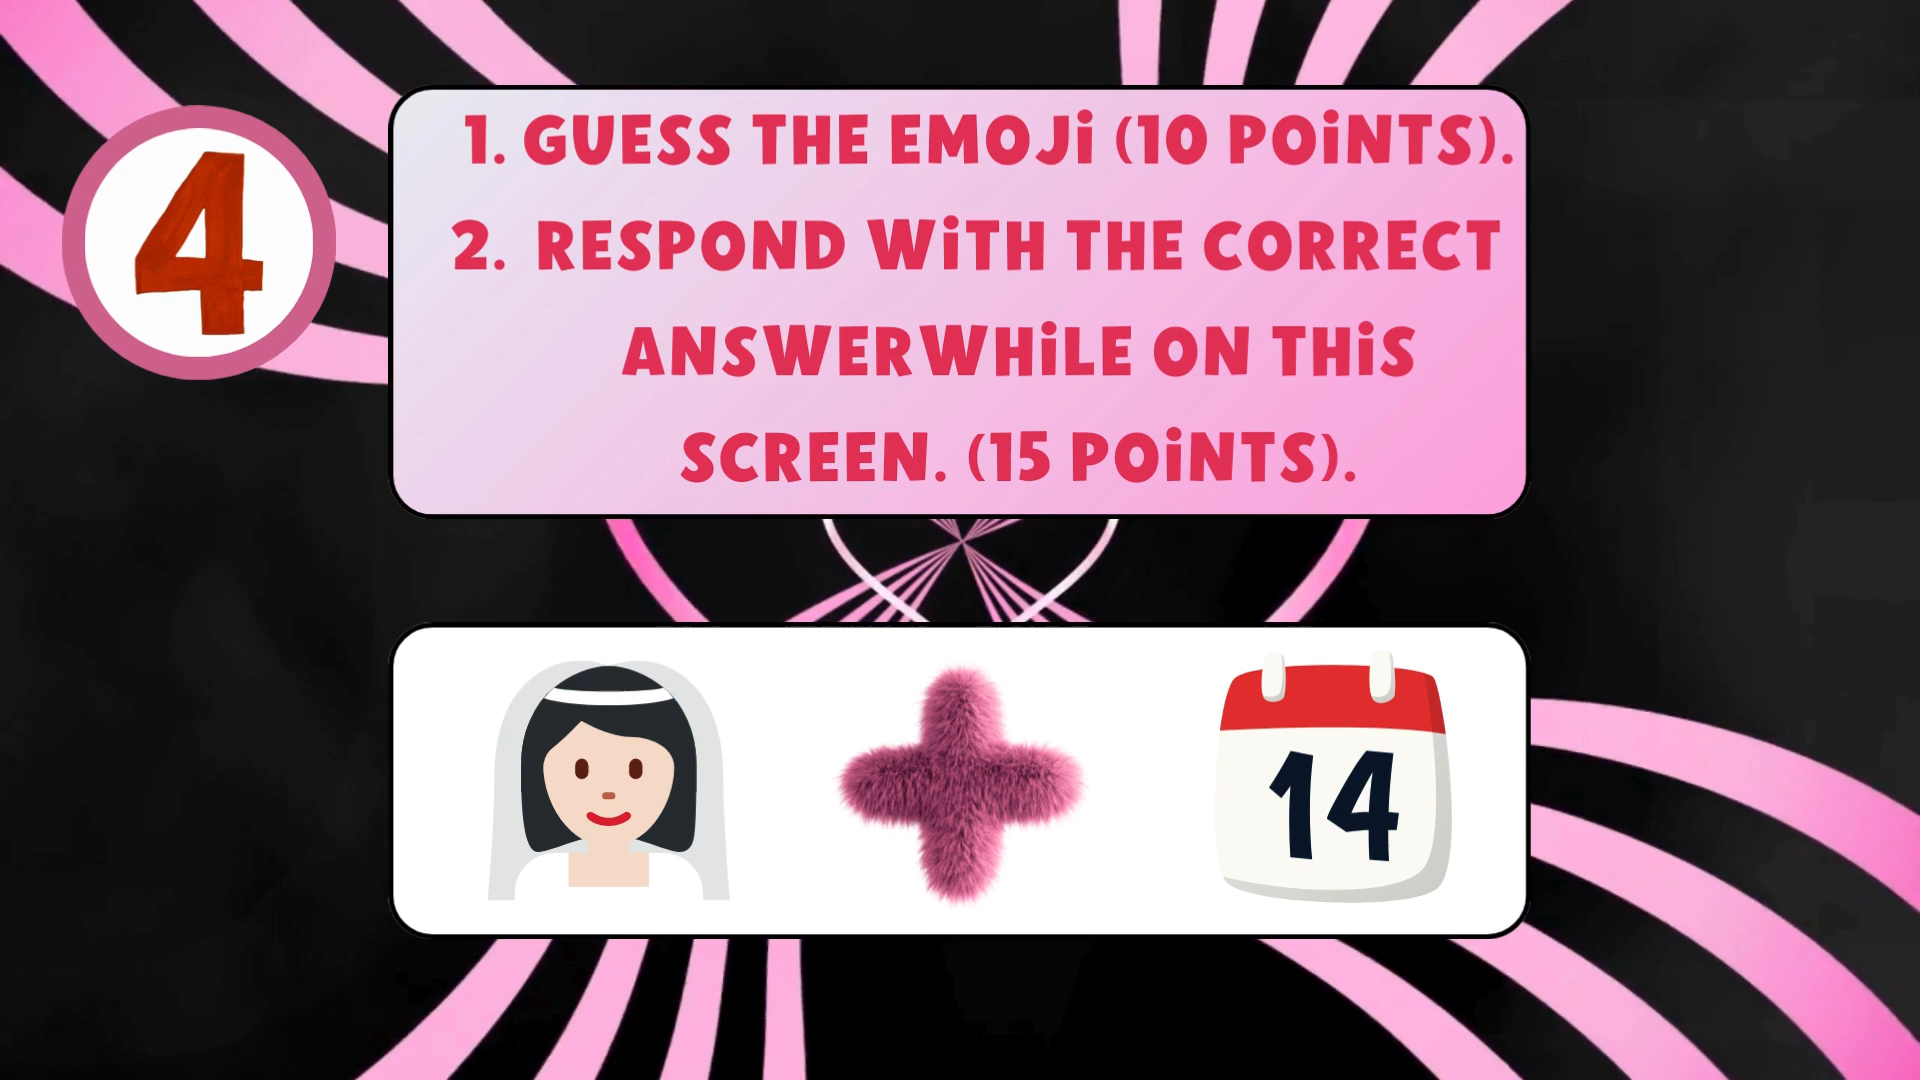 4
1. GUESS THE EMOJi (10 POiNTS).
2. RESPOND WiTH THE CORRECT
ANSWERWHiLE ON THiS
SCREEN. (15 POiNTS).
14